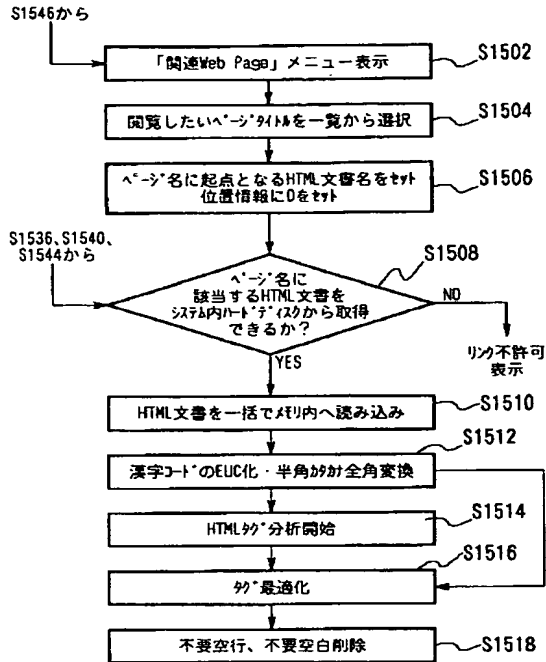 S1546から
「関連Web Paga」メニュー表示
S1502
閲覧したいﾍﾟｰｼﾞﾀｲﾄﾙを一覧から選択
S1504
ﾍﾟｰｼﾞ名に起点となるHTML文書名をセット
位置情報に0をセット
S1506
S1536、S1540、
S1544から
ﾍﾟｰｼﾞ名に
該当するHTML文書を
ｼｽﾃﾑ内ﾊｰﾄﾞﾃﾞｨｽｸから取得
できるか？
S1508
NO
YES
ﾘﾝｸ不許可
表示
HTML文書を一括でﾒﾓﾘ内へ読み込み
S1510
漢字ｺｰﾄﾞのEUC化・半角ｶﾀｶﾅ全角変換
S1512
HTMLﾀｸﾞ分析開始
S1514
ﾀｸﾞ最適化
S1516
不要空行、不要空白削除
S1518